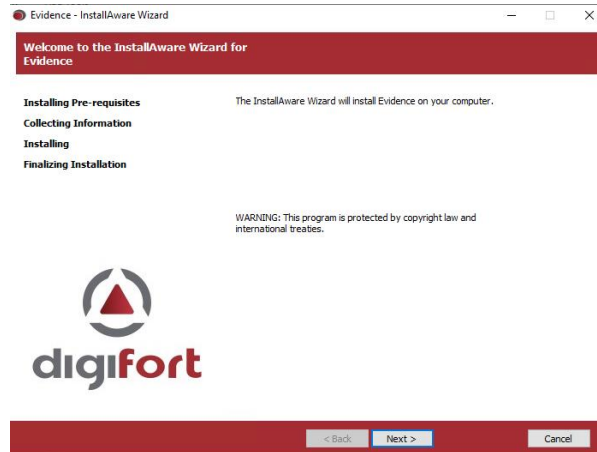 Evidence - InstallAware Wizard
Welcome to the InstallAware Wizard for
Evidence
Installing Pre-requisites
Collecting Information
Installing
Finalizing Installation
The InstallAware Wizard will install Evidence on your computer.
WARNING: This program is protected by copyright law and
international treaties.
digifort
< Back
Next >
Cancel